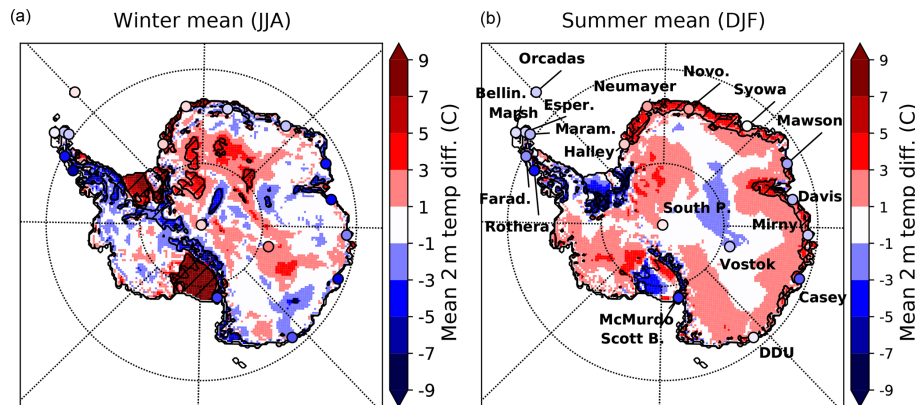 (a)
Winter mean (JJA)
9
7
5
3
1
-1
-3
-5
-7
-9
Mean 2 m temp diff. (C)
(b)
Summer mean (DJF)
Orcadas
Bellin.
Marsh
Esper.
Maram.
Neumayer
Novo.
Syowa
Mawson
Halley
Farad.
Rothera
South P.
Davis
Mirny
Vostok
Casey
McMurdo
Scott B.
DDU
9
7
5
3
1
-1
-3
-5
-7
-9
Mean 2 m temp diff. (C)